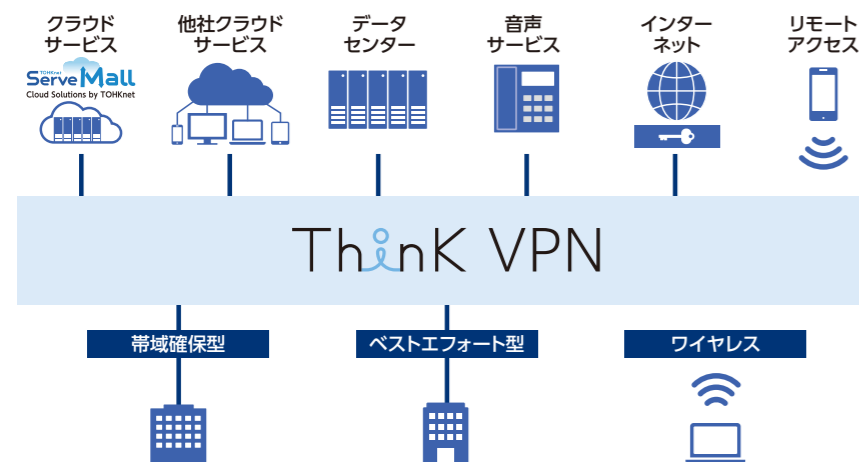 クラウド
サービス
他社クラウド
サービス
データ
センター
音声
サービス
インター
ネット
リモート
アクセス
TOHKnet
ServeMall
Cloud Solutions by TOHKnet
ThinK VPN
帯域確保型
ベストエフォート型
ワイヤレス